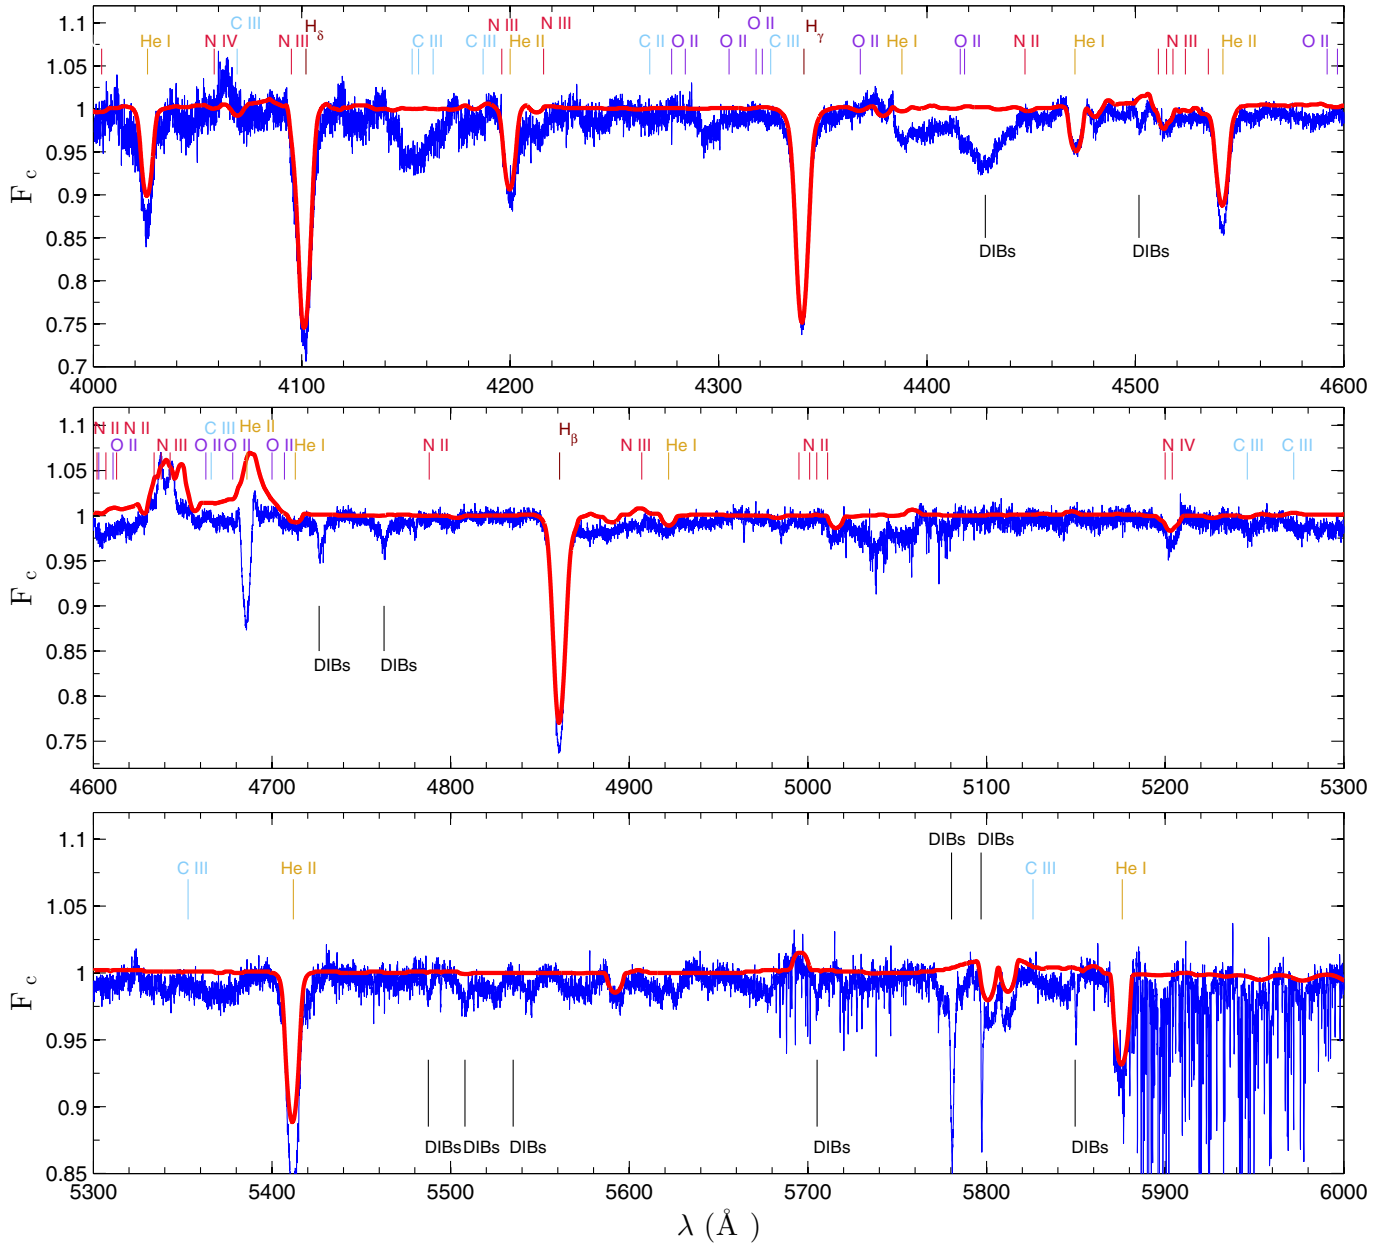 C III O II
N III N III Hδ Hγ
He I N IV N III C III C III He II C II O II O II C III O II He I O II N II He I N III He II O II
1.1
1.05
1
0.95
0.9
0.85
0.8
0.75
0.7
F c
DIBs DIBs
4000 4100 4200 4300 4400 4500 4600
N II N II C III He II Hβ
O II N III O II O II O II He I N II N III He I N II N IV C III C III
1.1
1.05
1
0.95
0.9
0.85
0.8
0.75
F c
DIBs DIBs
4600 4700 4800 4900 5000 5100 5200 5300
DIBs DIBs
C III He II C III He I
1.1
1.05
1
0.95
0.9
0.85
F c
DIBs DIBs DIBs DIBs DIBs
5300 5400 5500 5600 5700 5800 5900 6000
λ (Å )